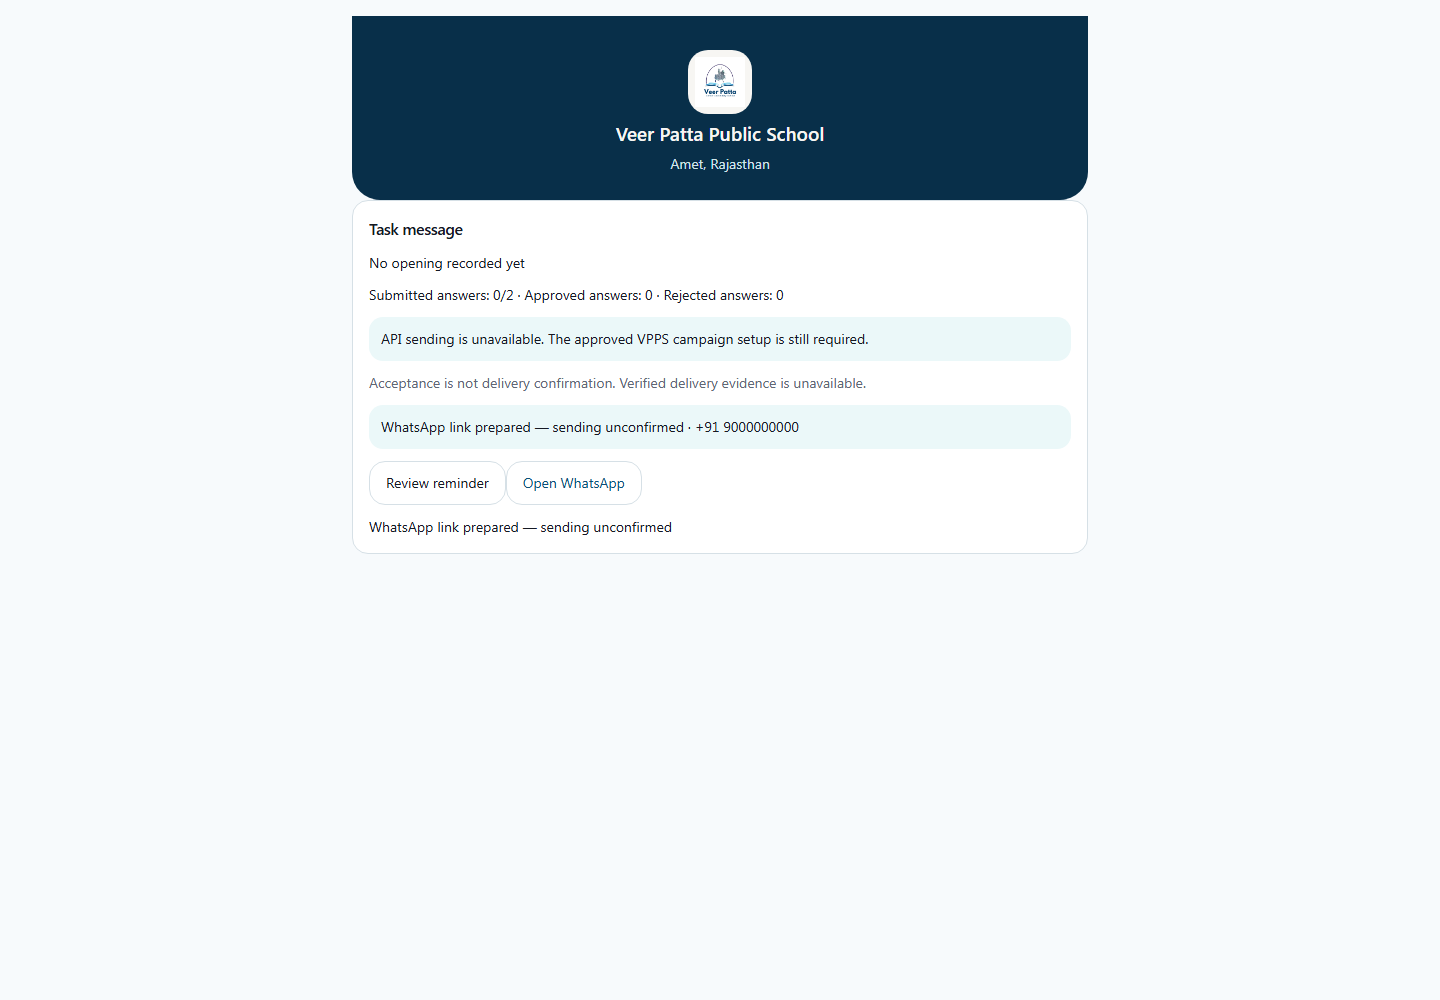 Veer Patta
Veer Patta Public School
Amet, Rajasthan
Task message
No opening recorded yet
Submitted answers: 0/2 · Approved answers: 0 · Rejected answers: 0
API sending is unavailable. The approved VPPS campaign setup is still required.
Acceptance is not delivery confirmation. Verified delivery evidence is unavailable.
WhatsApp link prepared — sending unconfirmed · +91 9000000000
Review reminder
Open WhatsApp
WhatsApp link prepared — sending unconfirmed